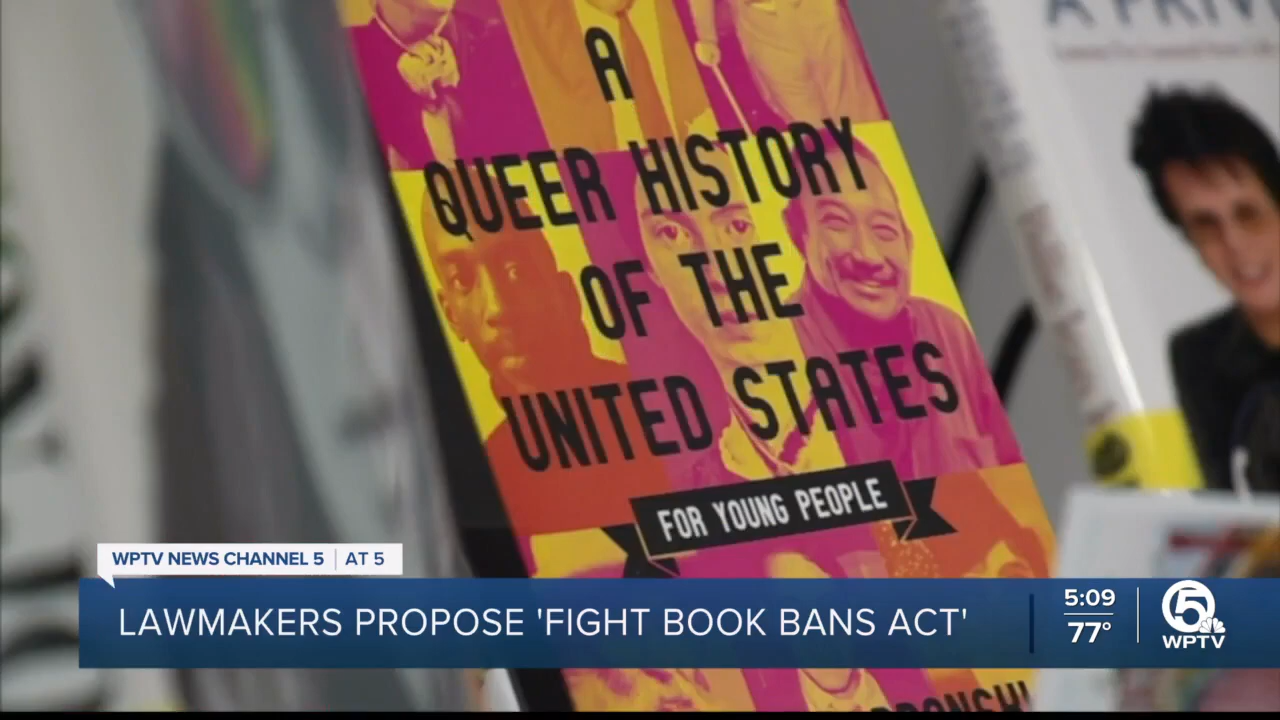 A
QUEER HISTORY
OF THE
UNITED STATES
FOR YOUNG PEOPLE
WPTV NEWS CHANNEL 5 | AT 5
LAWMAKERS PROPOSE 'FIGHT BOOK BANS ACT'
5:09
77°
5
WPTV